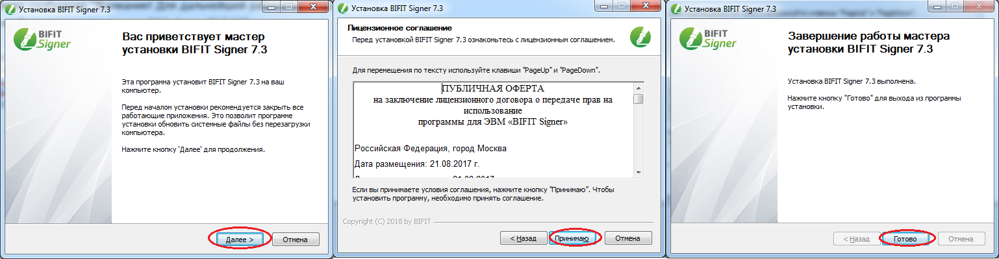 Установка BIFIT Signer 7.3
BIFIT
Signer
Вас приветствует мастер
установки BIFIT Signer 7.3
Эта программа установит BIFIT Signer 7.3 на ваш
компьютер.
Перед началом установки рекомендуется закрыть все
работающие приложения. Это позволит программе
установки обновить системные файлы без перезагрузки
компьютера.
Нажмите кнопку 'Далее' для продолжения.
Далее >
Отмена
Установка BIFIT Signer 7.3
Лицензионное соглашение
Перед установкой BIFIT Signer 7.3 ознакомьтесь с лицензионным соглашением.
Для перемещения по тексту используйте клавиши "PageUp" и "PageDown".
ПУБЛИЧНАЯ ОФЕРТА
на заключение лицензионного договора о передаче прав на
использование
программы для ЭВМ «BIFIT Signer»
Российская Федерация, город Москва
Дата размещения: 21.08.2017 г.
Если вы принимаете условия соглашения, нажмите кнопку "Принимаю". Чтобы
установить программу, необходимо принять соглашение.
Copyright (C) 2018 by BIFIT
< Назад
Принимаю
Отмена
Установка BIFIT Signer 7.3
BIFIT
Signer
Завершение работы мастера
установки BIFIT Signer 7.3
Установка BIFIT Signer 7.3 выполнена.
Нажмите кнопку "Готово" для выхода из программы
установки.
< Назад
Готово
Отмена